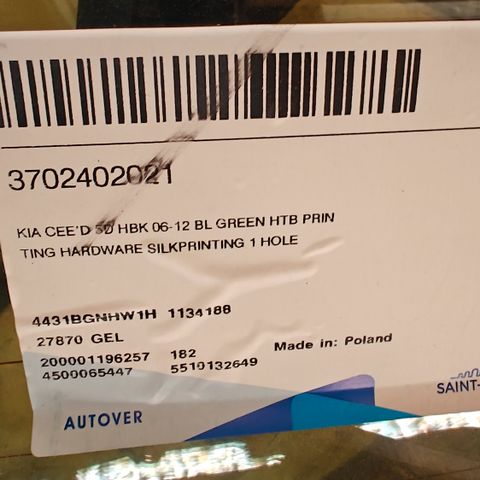 3702402021
KIA CEE'D 5D HBK 06-12 BL GREEN HTB PRIN
TING HARDWARE SILKPRINTING 1 HOLE
4431BGNHW1H 1134188
27870 GEL
200001196257 182 Made in: Poland
4500065447 5510132649
SAINT-
AUTOVER